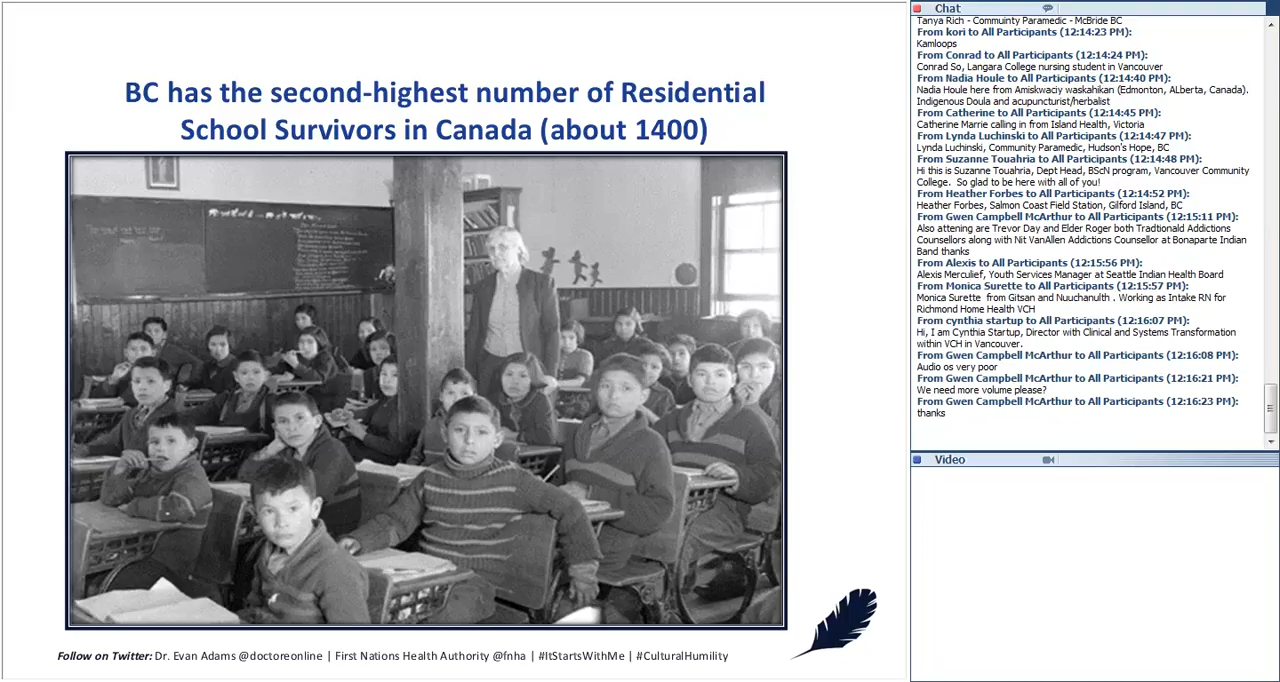 BC has the second-highest number of Residential
School Survivors in Canada (about 1400)
Follow on Twitter: Dr. Evan Adams @doctoreonline | First Nations Health Authority @fnha | #ItStartsWithMe | #CulturalHumility
Chat
Tanya Rich - Commuinty Paramedic - McBride BC
From kori to All Participants (12:14:23 PM):
Kamloops
From Conrad to All Participants (12:14:24 PM):
Conrad So, Langara College nursing student in Vancouver
From Nadia Houle to All Participants (12:14:40 PM):
Nadia Houle here from Amiskwaciy waskahikan (Edmonton, ALberta, Canada).
Indigenous Doula and acupuncturist/herbalist
From Catherine to All Participants (12:14:45 PM):
Catherine Marrie calling in from Island Health, Victoria
From Lynda Luchinski to All Participants (12:14:47 PM):
Lynda Luchinski, Community Paramedic, Hudson's Hope, BC
From Suzanne Touahria to All Participants (12:14:48 PM):
Hi this is Suzanne Touahria, Dept Head, BScN program, Vancouver Community
College.  So glad to be here with all of you!
From Heather Forbes to All Participants (12:14:52 PM):
Heather Forbes, Salmon Coast Field Station, Gilford Island, BC
From Gwen Campbell McArthur to All Participants (12:15:11 PM):
Also attening are Trevor Day and Elder Roger both Traditionald Addictions
Counsellors along with Nit VanAllen Addictions Counsellor at Bonaparte Indian
Band thanks
From Alexis to All Participants (12:15:56 PM):
Alexis Merculief, Youth Services Manager at Seattle Indian Health Board
From Monica Surette to All Participants (12:15:57 PM):
Monica Surette  from Gitsan and Nuuchanulth . Working as Intake RN for
Richmond Home Health VCH
From cynthia startup to All Participants (12:16:07 PM):
Hi, I am Cynthia Startup, Director with Clinical and Systems Transformation
within VCH in Vancouver.
From Gwen Campbell McArthur to All Participants (12:16:08 PM):
Audio os very poor
From Gwen Campbell McArthur to All Participants (12:16:21 PM):
We need more volume please?
From Gwen Campbell McArthur to All Participants (12:16:23 PM):
thanks
Video